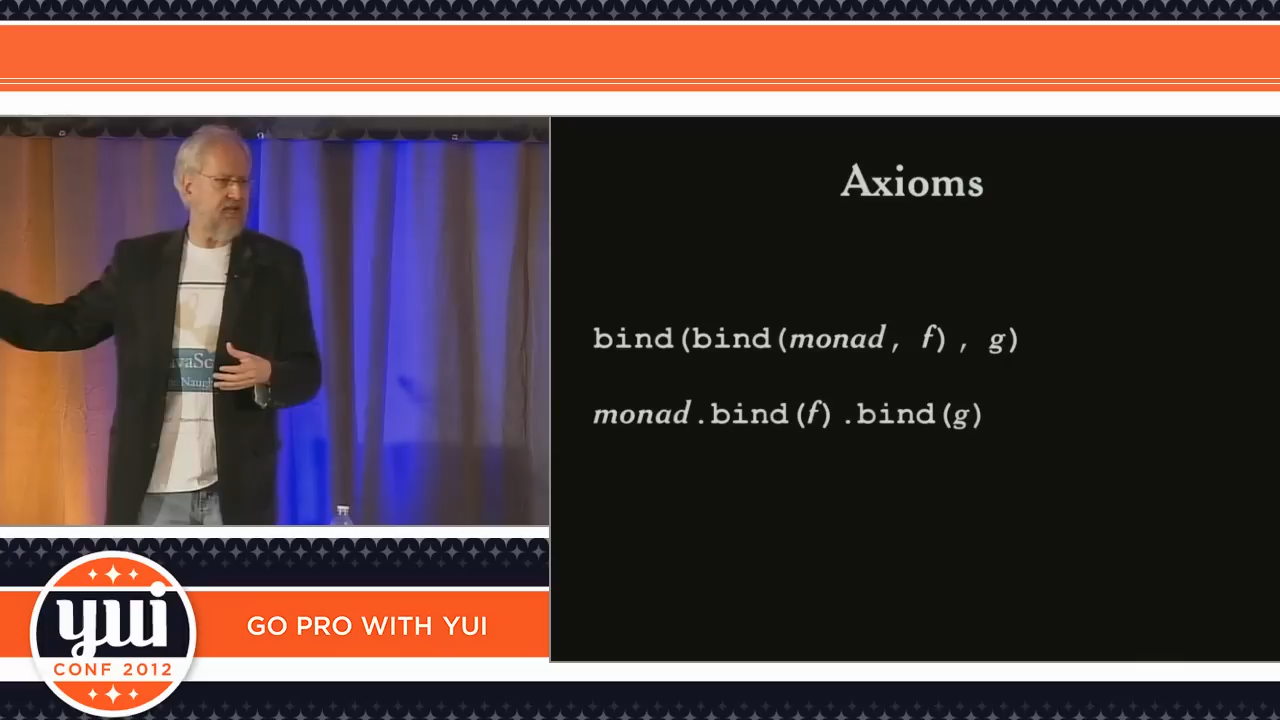 Axioms
bind(bind(monad, f), g)
monad.bind(f).bind(g)
yui
CONF 2012
GO PRO WITH YUI